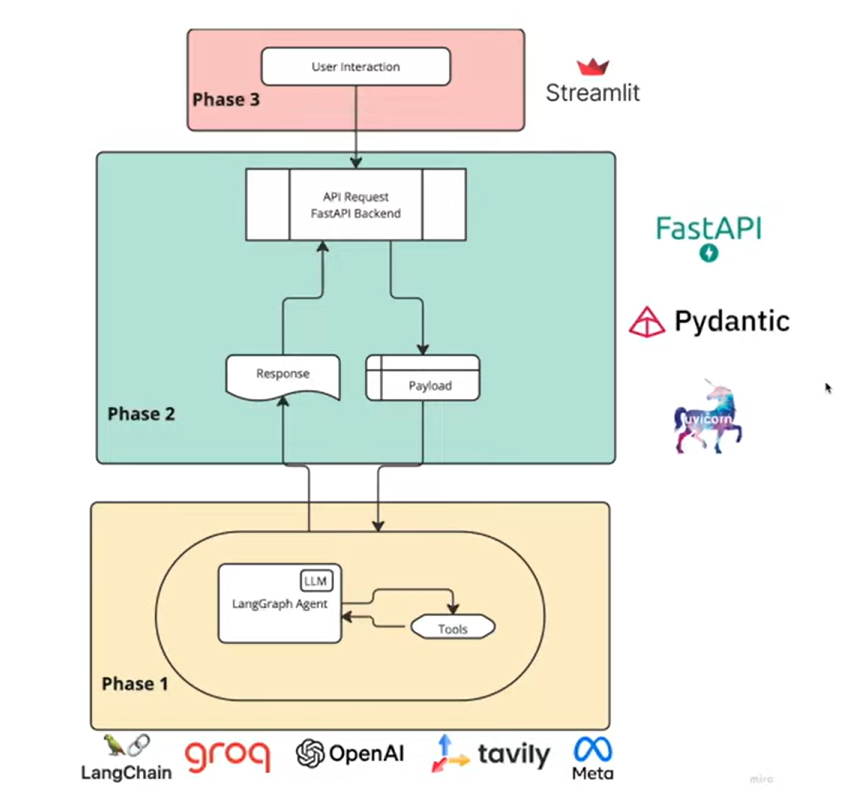 User Interaction
Phase 3
Streamlit
API Request
FastAPI Backend
FastAPI
Pydantic
uvicorn
Response
Payload
Phase 2
LLM
LangGraph Agent
Tools
Phase 1
LangChain
groq
OpenAI
tavily
Meta
miro